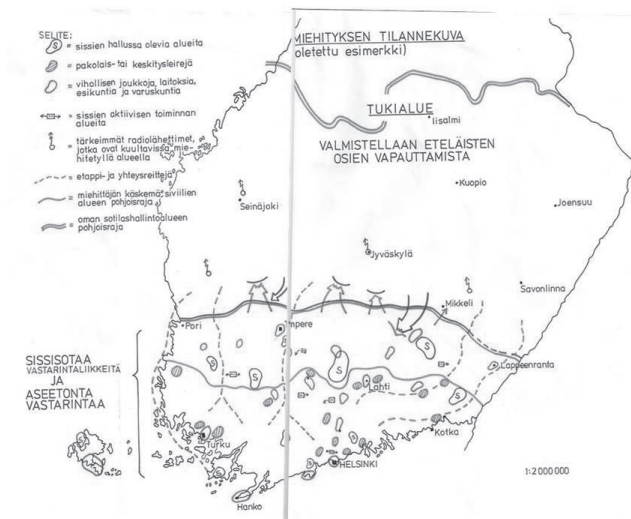 SELITE:
S = sissien hallussa olevia alueita
= pakolais- tai keskitysleirejä
= vihollisen joukkoja, laitoksia,
esikuntia ja varuskuntia
= sissien aktiivisen toiminnan
alueita
= tärkeimmät radiolähettimet,
jotka ovat kuultavissa mie-
hitetyllä alueella
= etappi- ja yhteysreittejä
= miehittäjän käskemä, siviilien
alueen pohjoisraja
= oman sotilashallintoalueen
pohjoisraja
MIEHITYKSEN TILANNEKUVA
(oletettu esimerkki)
TUKIALUE
Iisalmi
VALMISTELLAAN ETELÄISTEN
OSIEN VAPAUTTAMISTA
Kuopio
Joensuu
Seinäjoki
Jyväskylä
Savonlinna
Mikkeli
Pori
mpere
S
S
S
S
Lappeenranta
Lahti
S
SISSISOTAA
VASTARINTALIIKKEITÄ
JA
ASEETONTA
VASTARINTAA
Kotka
Turku
S
HELSINKI
Hanko
1:2 000 000